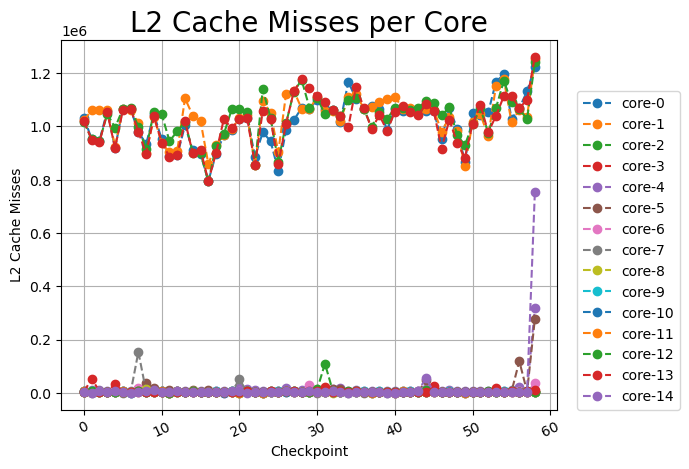 L2 Cache Misses per Core
1e6
L2 Cache Misses
1.2
1.0
0.8
0.6
0.4
0.2
0.0
0
10
20
30
40
50
60
Checkpoint
core-0
core-1
core-2
core-3
core-4
core-5
core-6
core-7
core-8
core-9
core-10
core-11
core-12
core-13
core-14